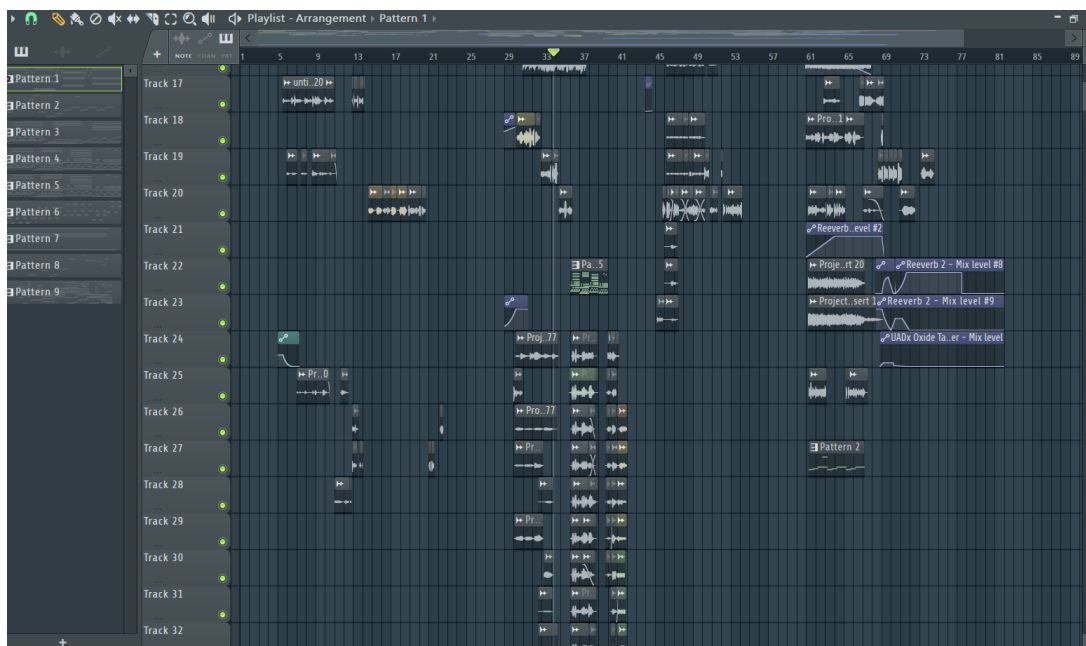 Playlist - Arrangement › Pattern 1 ›
NOTE CHAN PAT
1 5 9 13 17 21 25 29 33 37 41 45 49 53 57 61 65 69 73 77 81 85 89
Pattern 1
Pattern 2
Pattern 3
Pattern 4
Pattern 5
Pattern 6
Pattern 7
Pattern 8
Pattern 9
+
Track 17
unti..20
Track 18
Pro..1
Track 19
Track 20
Track 21
Reeverb..evel #2
Track 22
Pa..5
Proje..rt 20
Reeverb 2 - Mix level #8
Track 23
Project..sert 1
Reeverb 2 - Mix level #9
Track 24
Proj..77
Pr..
UADx Oxide Ta..er - Mix level
Track 25
Pr..0
Track 26
Pro..77
Track 27
Pr..
Pattern 2
Track 28
Track 29
Pr..
Track 30
Track 31
Pr..
Track 32